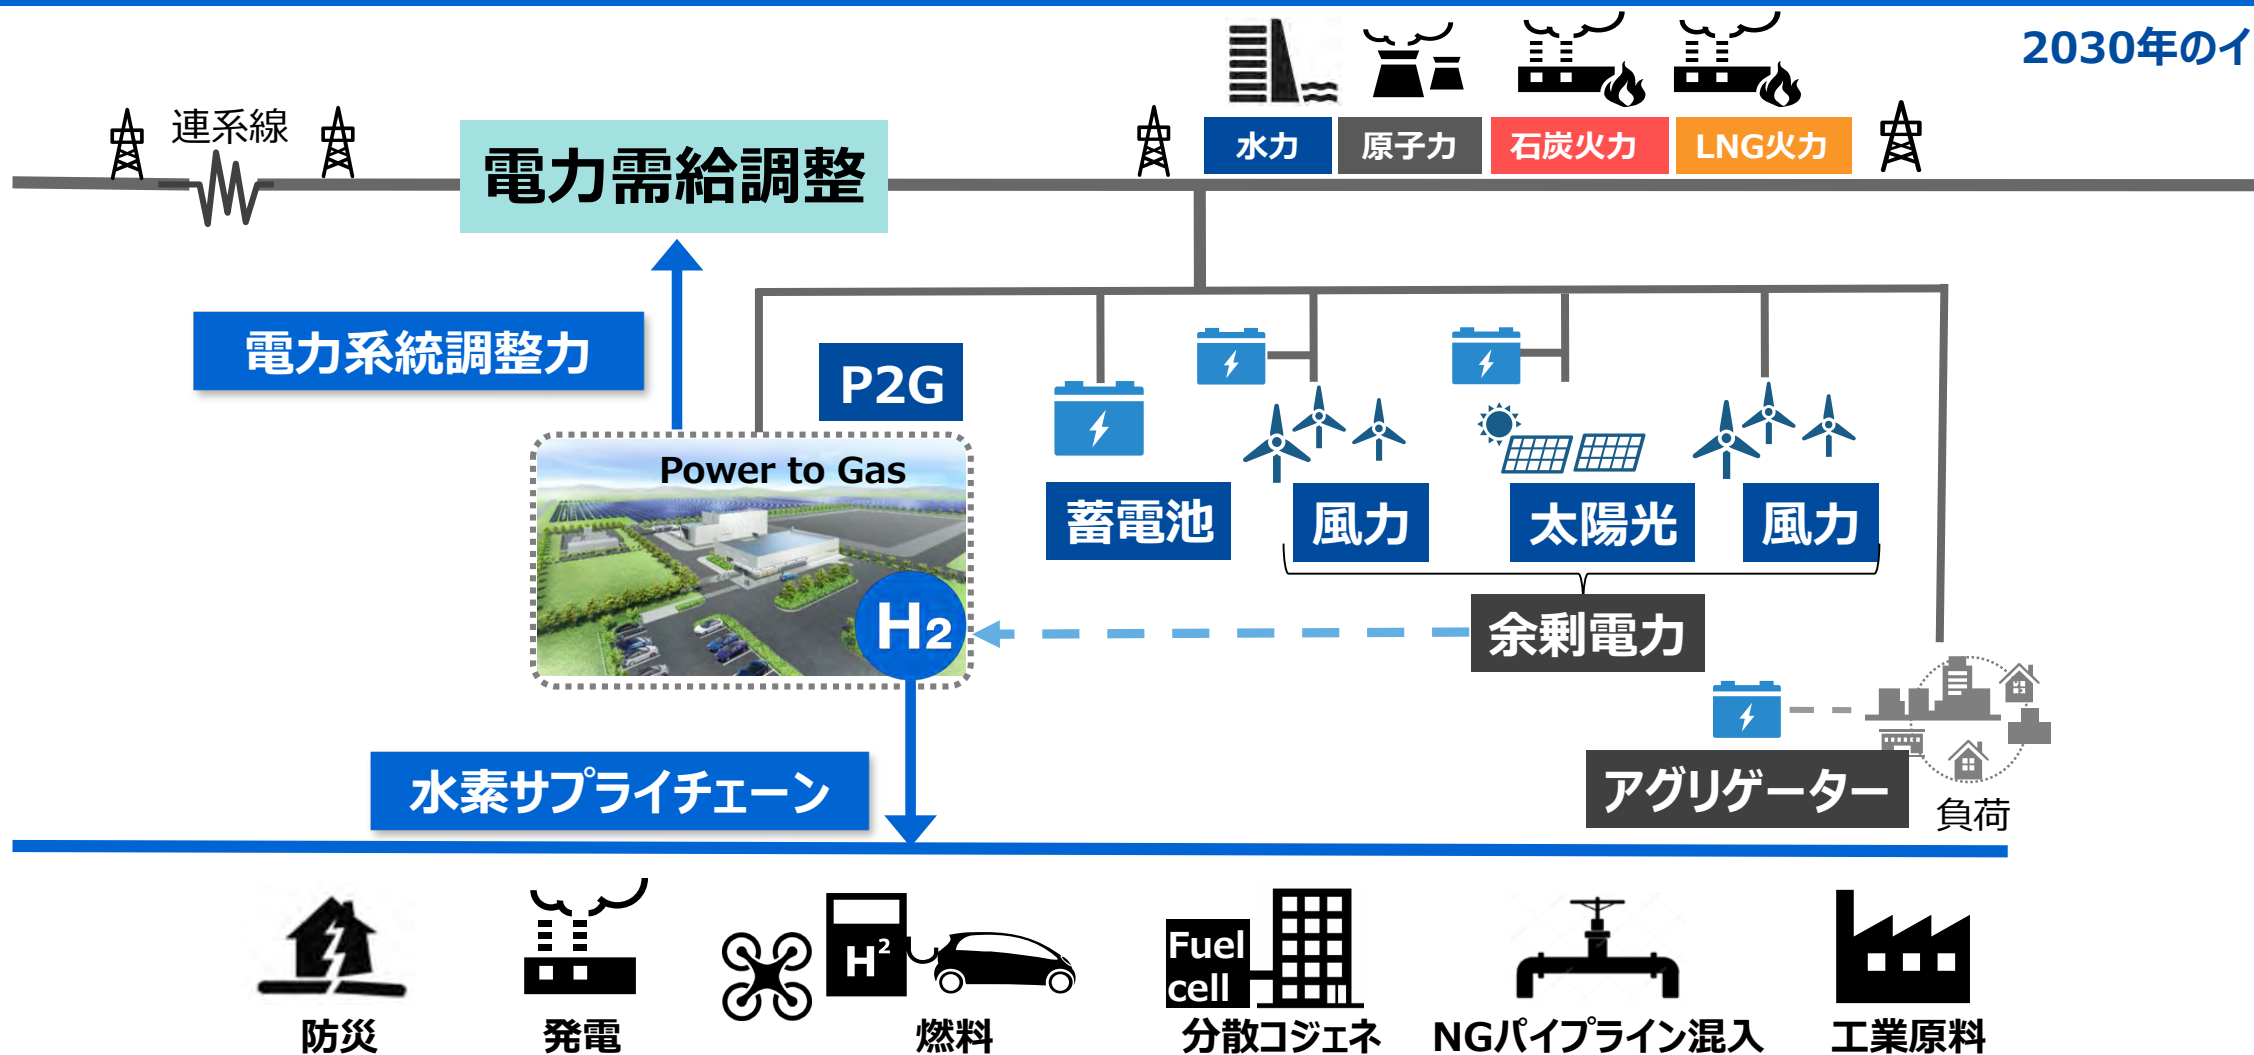 2030年のイ
連系線
電力需給調整
水力
原子力
石炭火力
LNG火力
電力系統調整力
P2G
Power to Gas
H2
蓄電池
風力
太陽光
風力
余剰電力
アグリゲーター
負荷
水素サプライチェーン
H²
Fuel
cell
防災
発電
燃料
分散コジェネ
NGパイプライン混入
工業原料